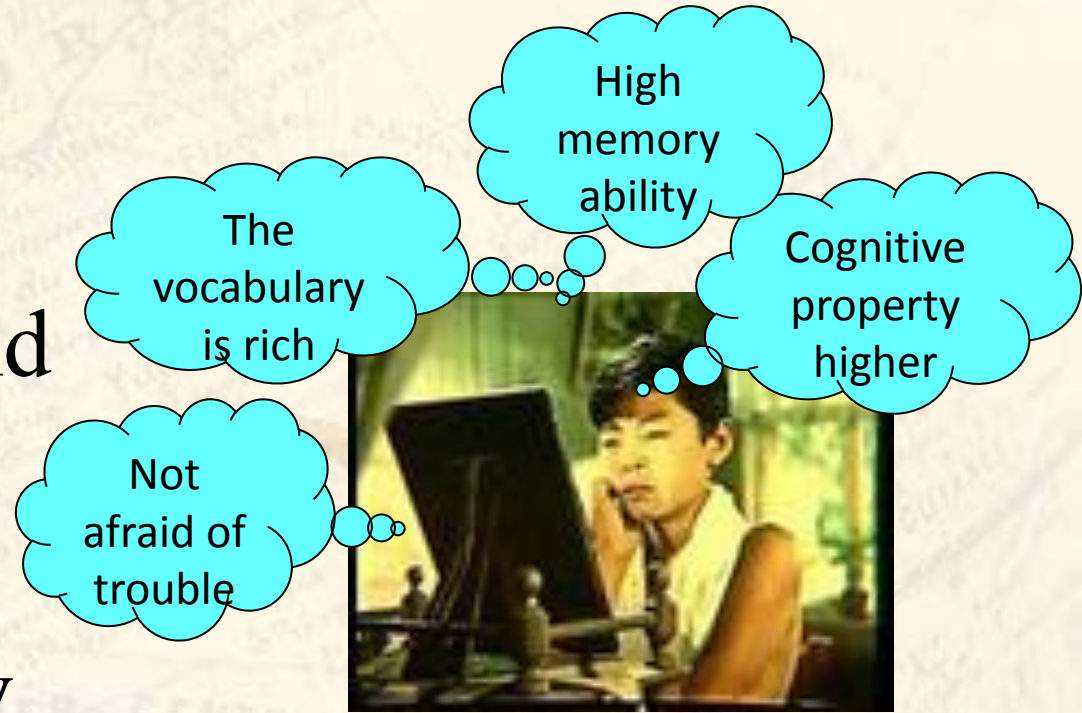 High
memory
ability
The
vocabulary
is rich
Cognitive
property
higher
Not
afraid of
trouble